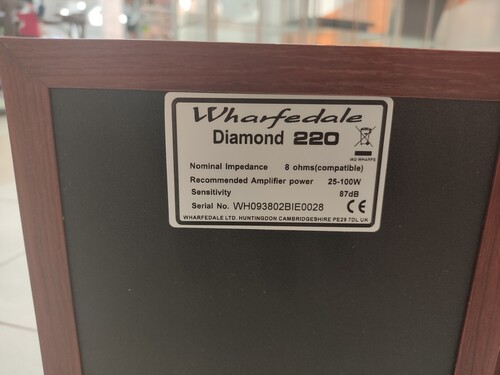 Wharfedale
Diamond 220
Nominal Impedance 8 ohms(compatible)
Recommended Amplifier power 25-100W
Sensitivity 87dB
Serial No. WH093802BIE0028
WHARFEDALE LTD. HUNTINGDON CAMBRIDGESHIRE PE29 7DL UK